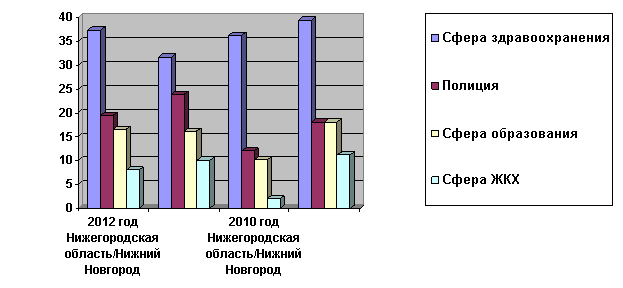 40
35
30
25
20
15
10
5
0
2012 год
Нижегородская
область/Нижний
Новгород
2010 год
Нижегородская
область/Нижний
Новгород
Сфера здравоохранения
Полиция
Сфера образования
Сфера ЖКХ